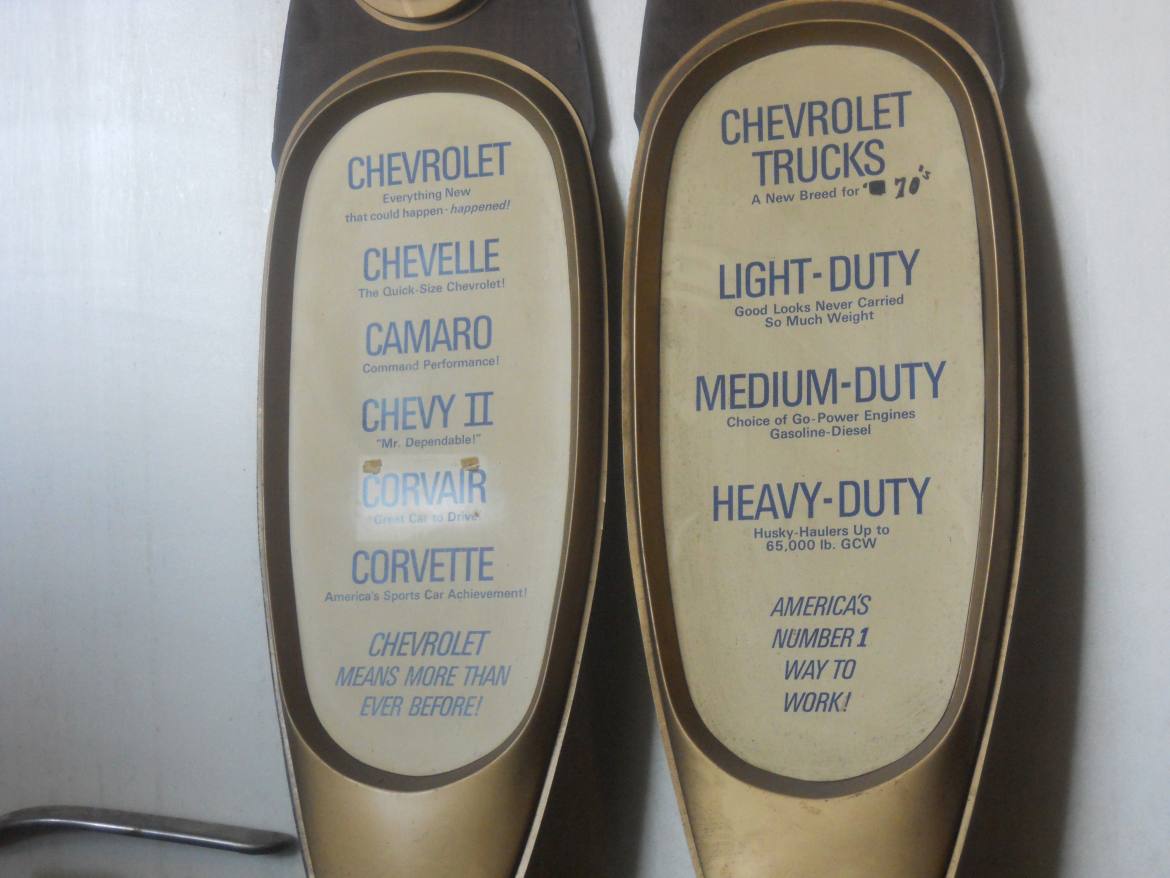 CHEVROLET
Everything New
that could happen - happened!
CHEVELLE
The Quick-Size Chevrolet!
CAMARO
Command Performance!
CHEVY II
"Mr. Dependable!"
CORVAIR
"Great Car to Drive"
CORVETTE
America's Sports Car Achievement!
CHEVROLET
MEANS MORE THAN
EVER BEFORE!
CHEVROLET
TRUCKS
A New Breed for 70's
LIGHT-DUTY
Good Looks Never Carried
So Much Weight
MEDIUM-DUTY
Choice of Go-Power Engines
Gasoline-Diesel
HEAVY-DUTY
Husky-Haulers Up to
65,000 lb. GCW
AMERICA'S
NUMBER 1
WAY TO
WORK!